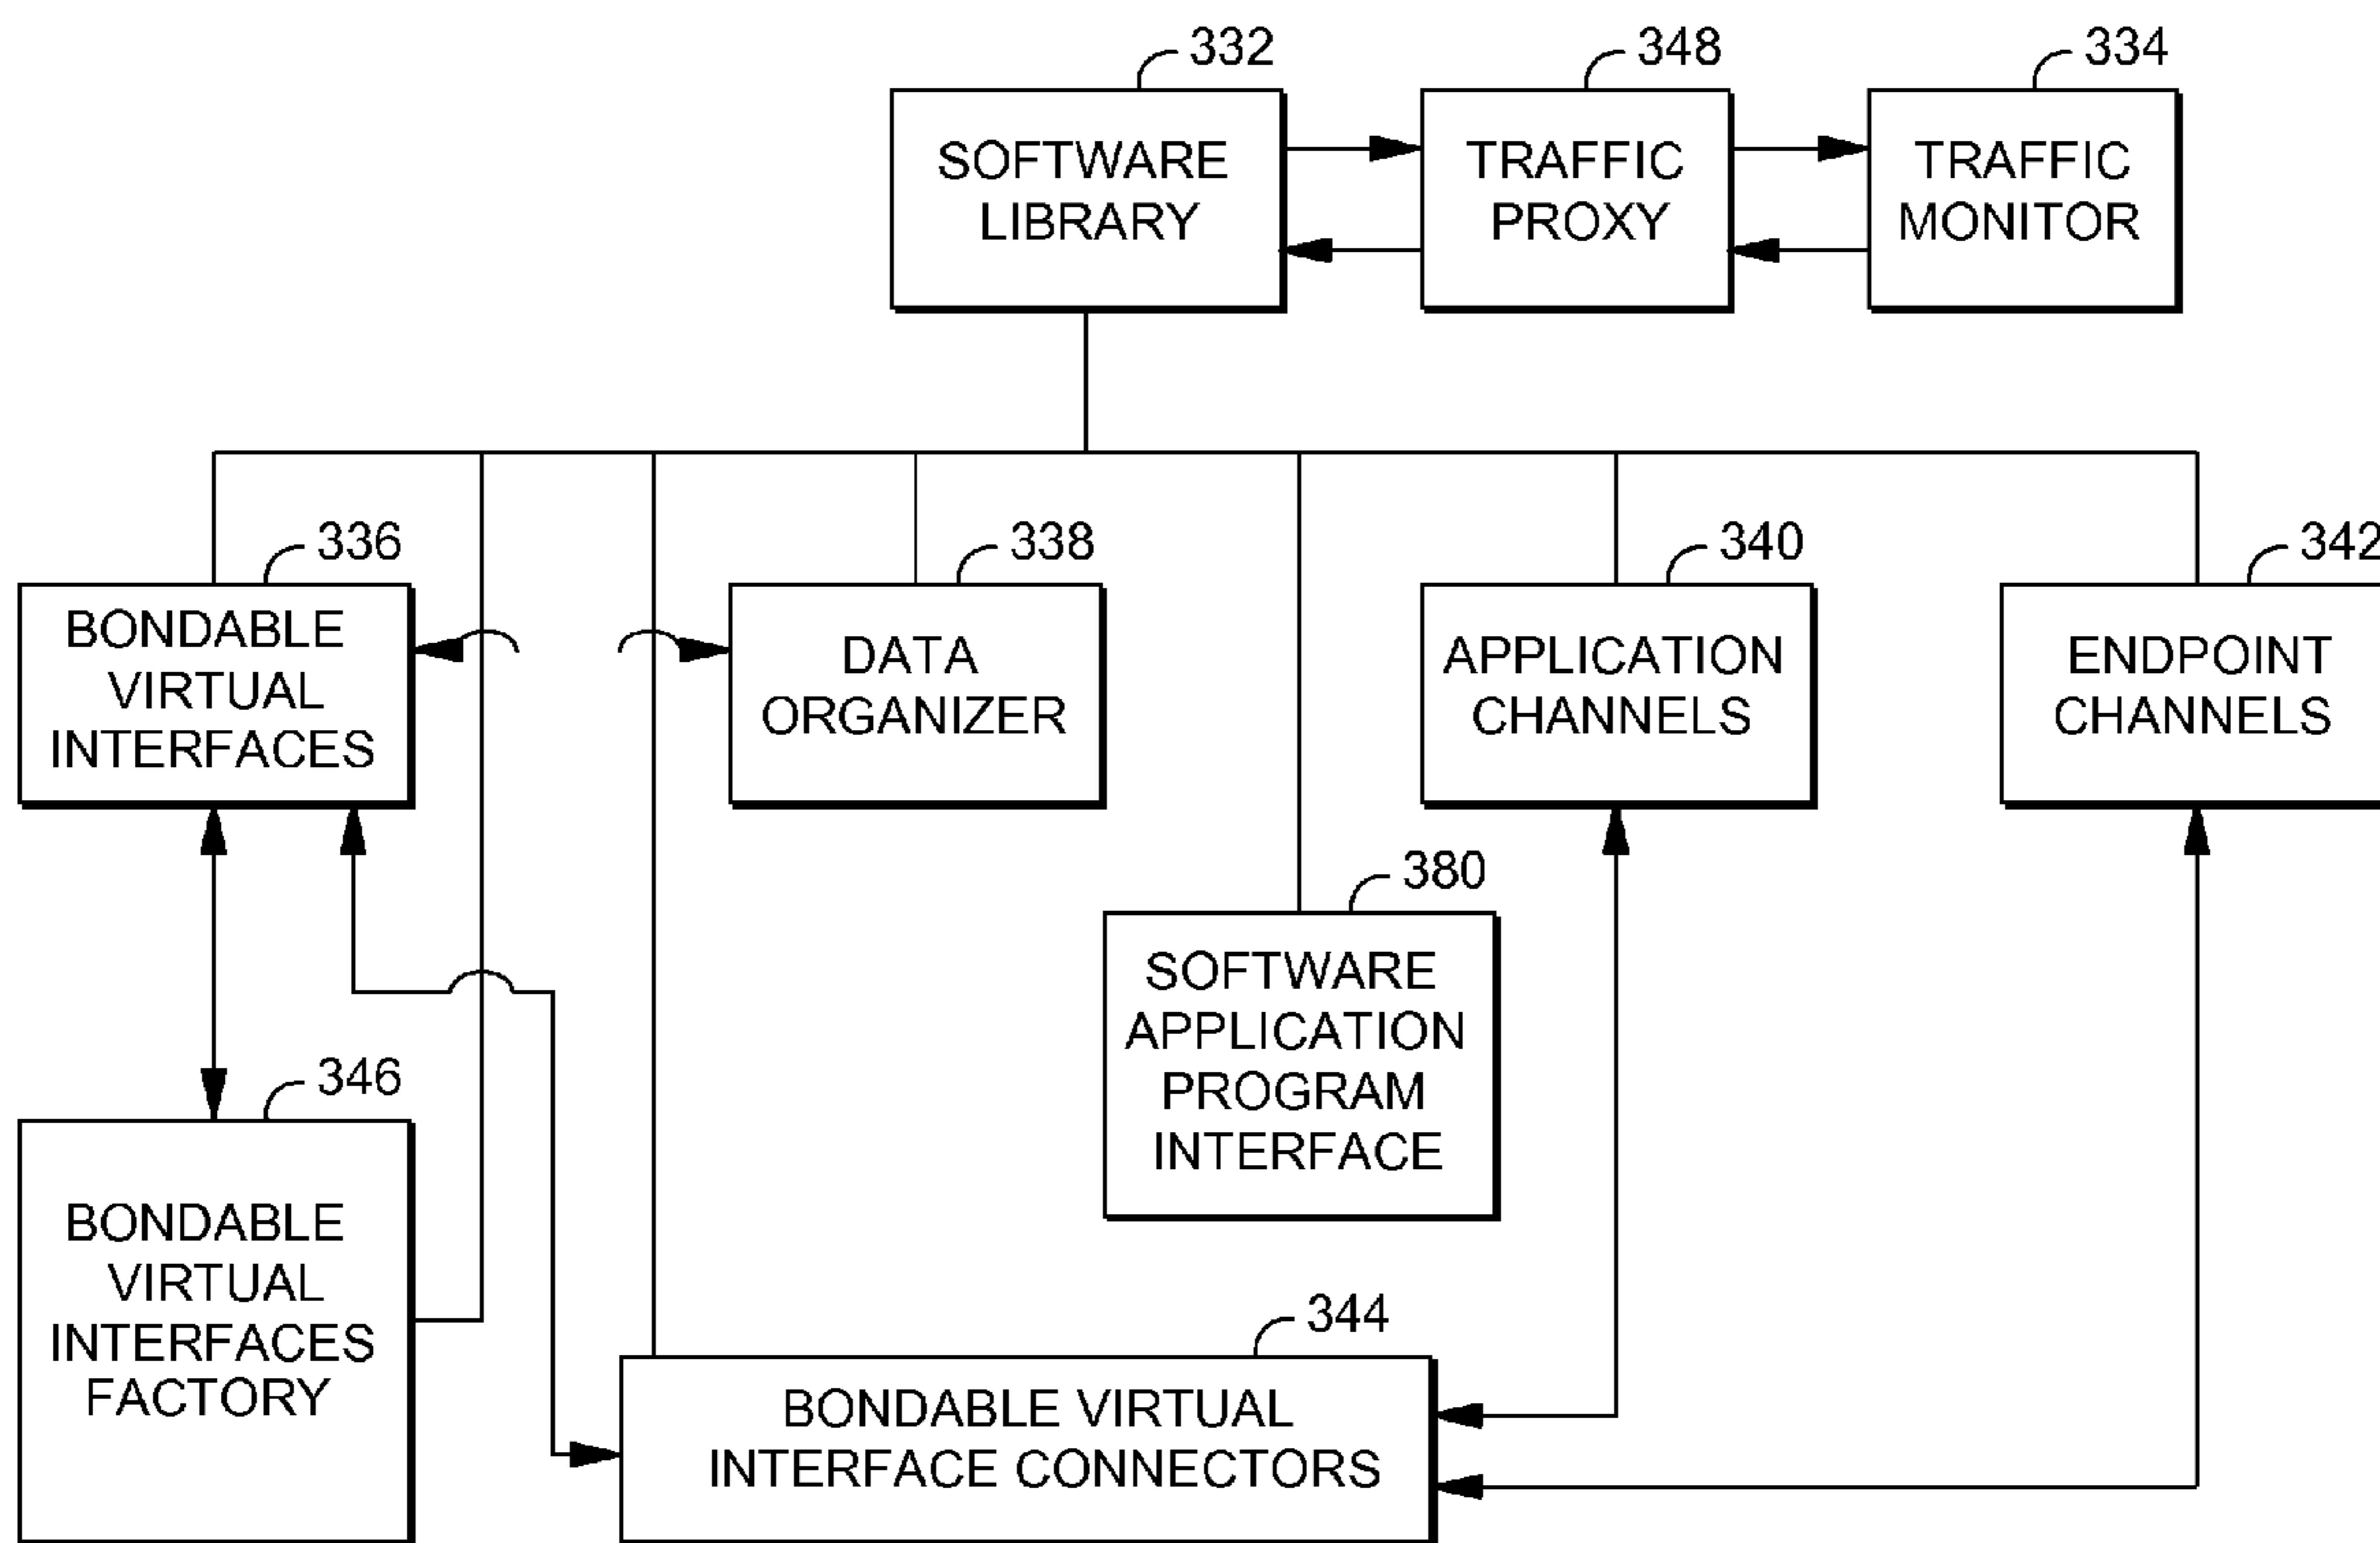 332
348
334
SOFTWARE
LIBRARY
TRAFFIC
PROXY
TRAFFIC
MONITOR
336
338
340
342
BONDABLE
VIRTUAL
INTERFACES
DATA
ORGANIZER
APPLICATION
CHANNELS
ENDPOINT
CHANNELS
380
SOFTWARE
APPLICATION
PROGRAM
INTERFACE
346
BONDABLE
VIRTUAL
INTERFACES
FACTORY
344
BONDABLE VIRTUAL
INTERFACE CONNECTORS